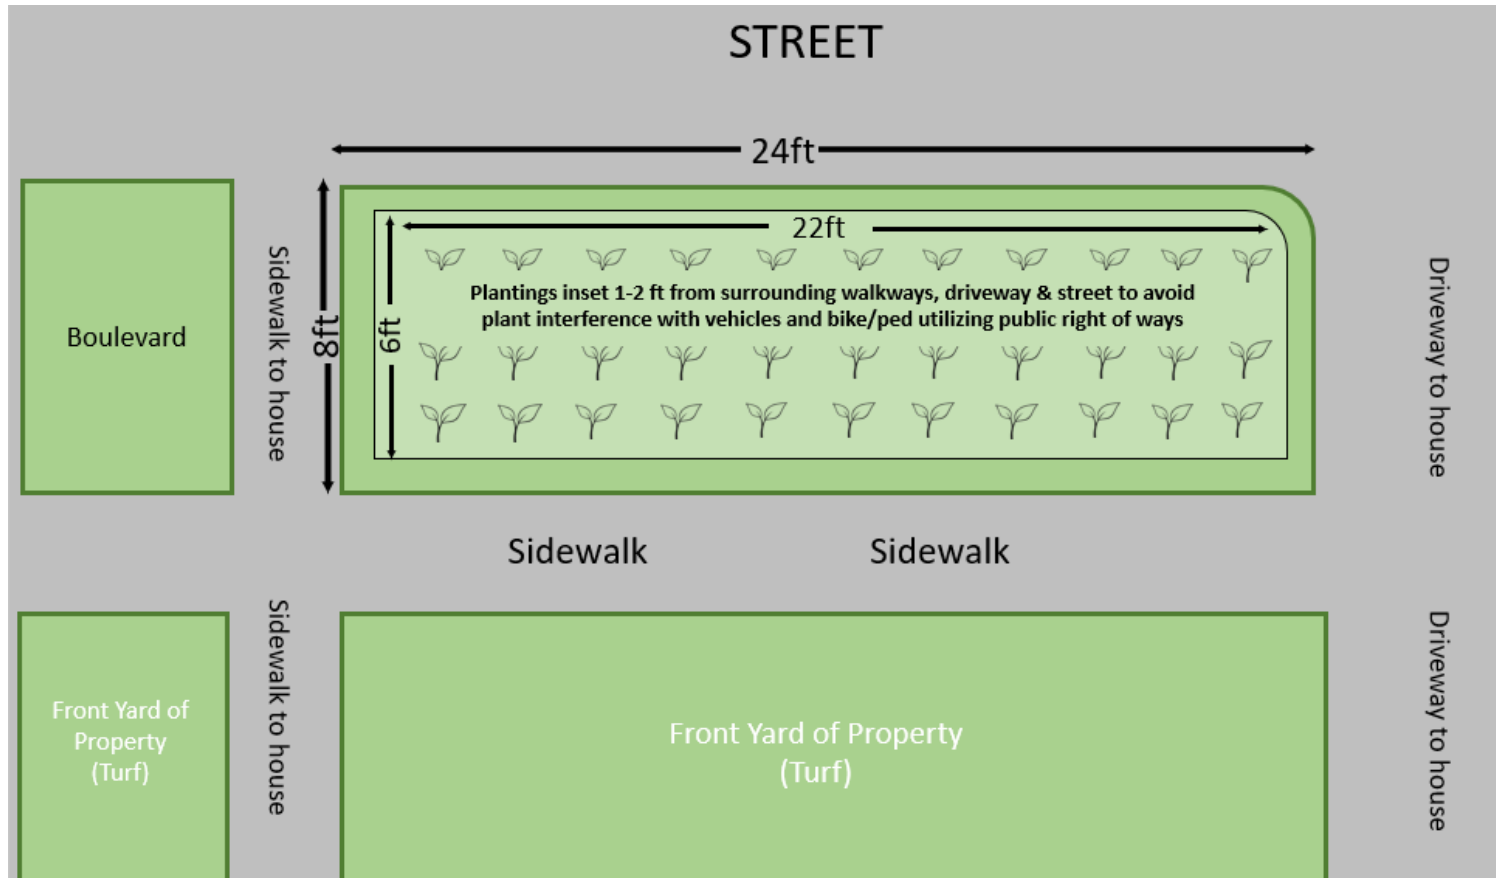 STREET
24ft
22ft
8ft
6ft
Plantings inset 1-2 ft from surrounding walkways, driveway & street to avoid
plant interference with vehicles and bike/ped utilizing public right of ways
Boulevard
Sidewalk to house
Driveway to house
Sidewalk
Sidewalk
Front Yard of
Property
(Turf)
Sidewalk to house
Front Yard of Property
(Turf)
Driveway to house